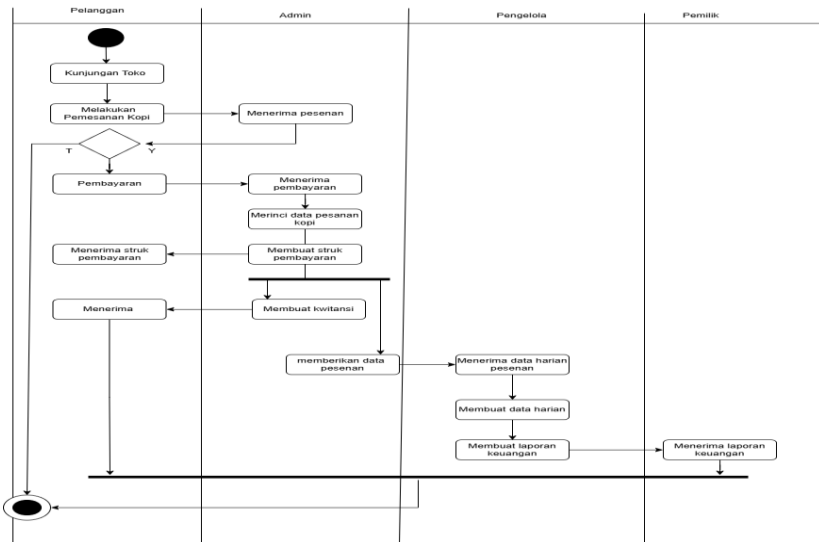 Pelanggan
Admin
Pengelola
Pemilik
Kunjungan Toko
Melakukan
Pemesanan Kopi
Menerima pesenan
T
Y
Pembayaran
Menerima
pembayaran
Merinci data pesanan
kopi
Menerima struk
pembayaran
Membuat struk
pembayaran
Menerima
Membuat kwitansi
memberikan data
pesenan
Menerima data harian
pesenan
Membuat data harian
Membuat laporan
keuangan
Menerima laporan
keuangan